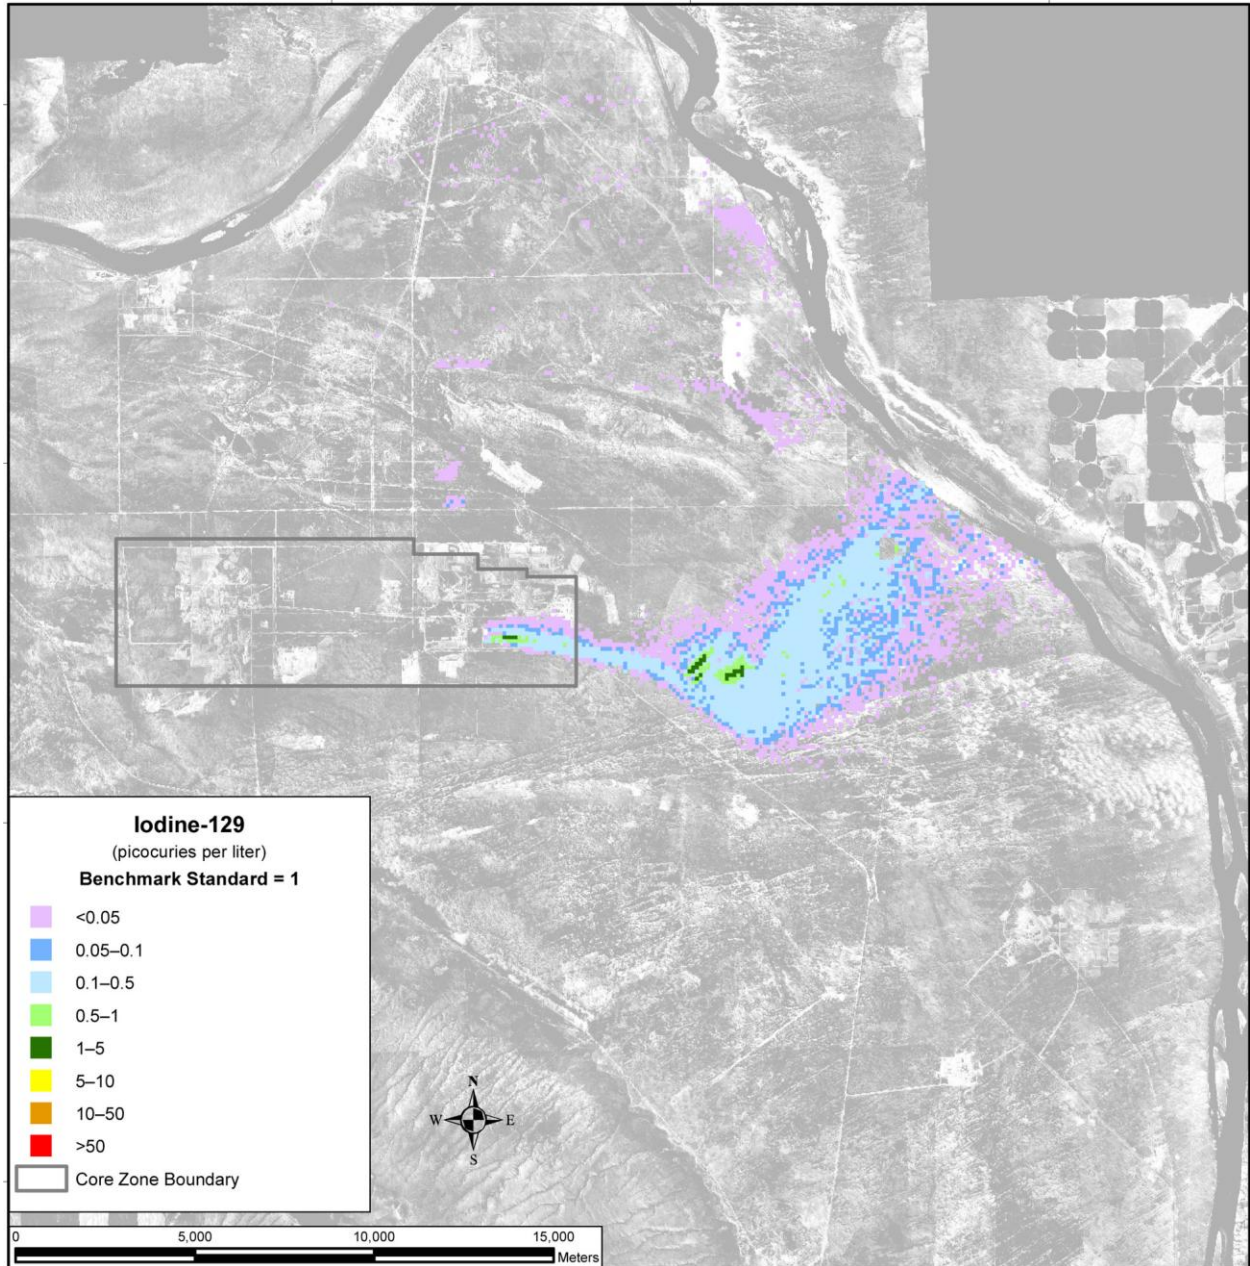 Iodine-129
(picocuries per liter)
Benchmark Standard = 1
<0.05
0.05–0.1
0.1–0.5
0.5–1
1–5
5–10
10–50
>50
Core Zone Boundary
N
W E
S
0 5,000 10,000 15,000
Meters